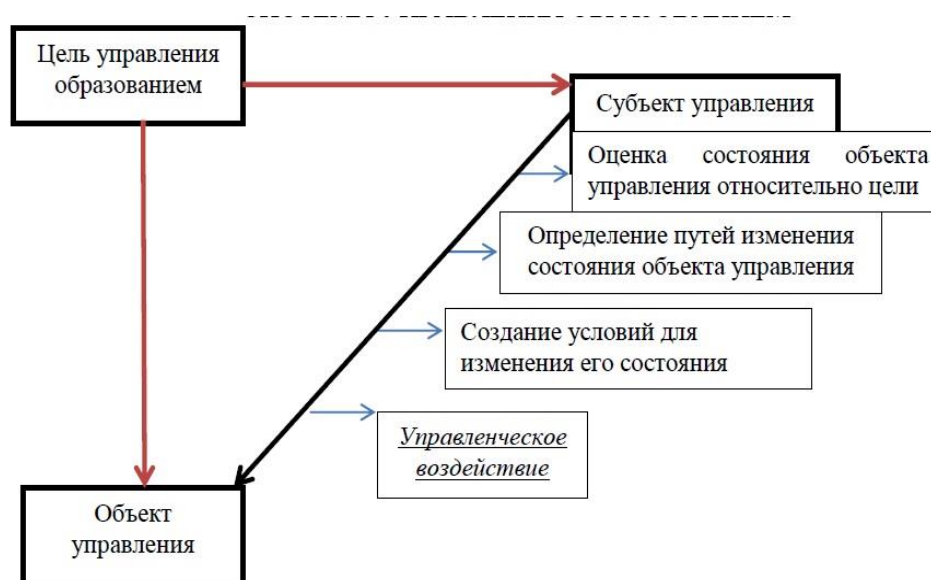 Цель управления
образованием
Субъект управления
Оценка состояния объекта
управления относительно цели
Определение путей изменения
состояния объекта управления
Создание условий для
изменения его состояния
Управленческое
воздействие
Объект
управления